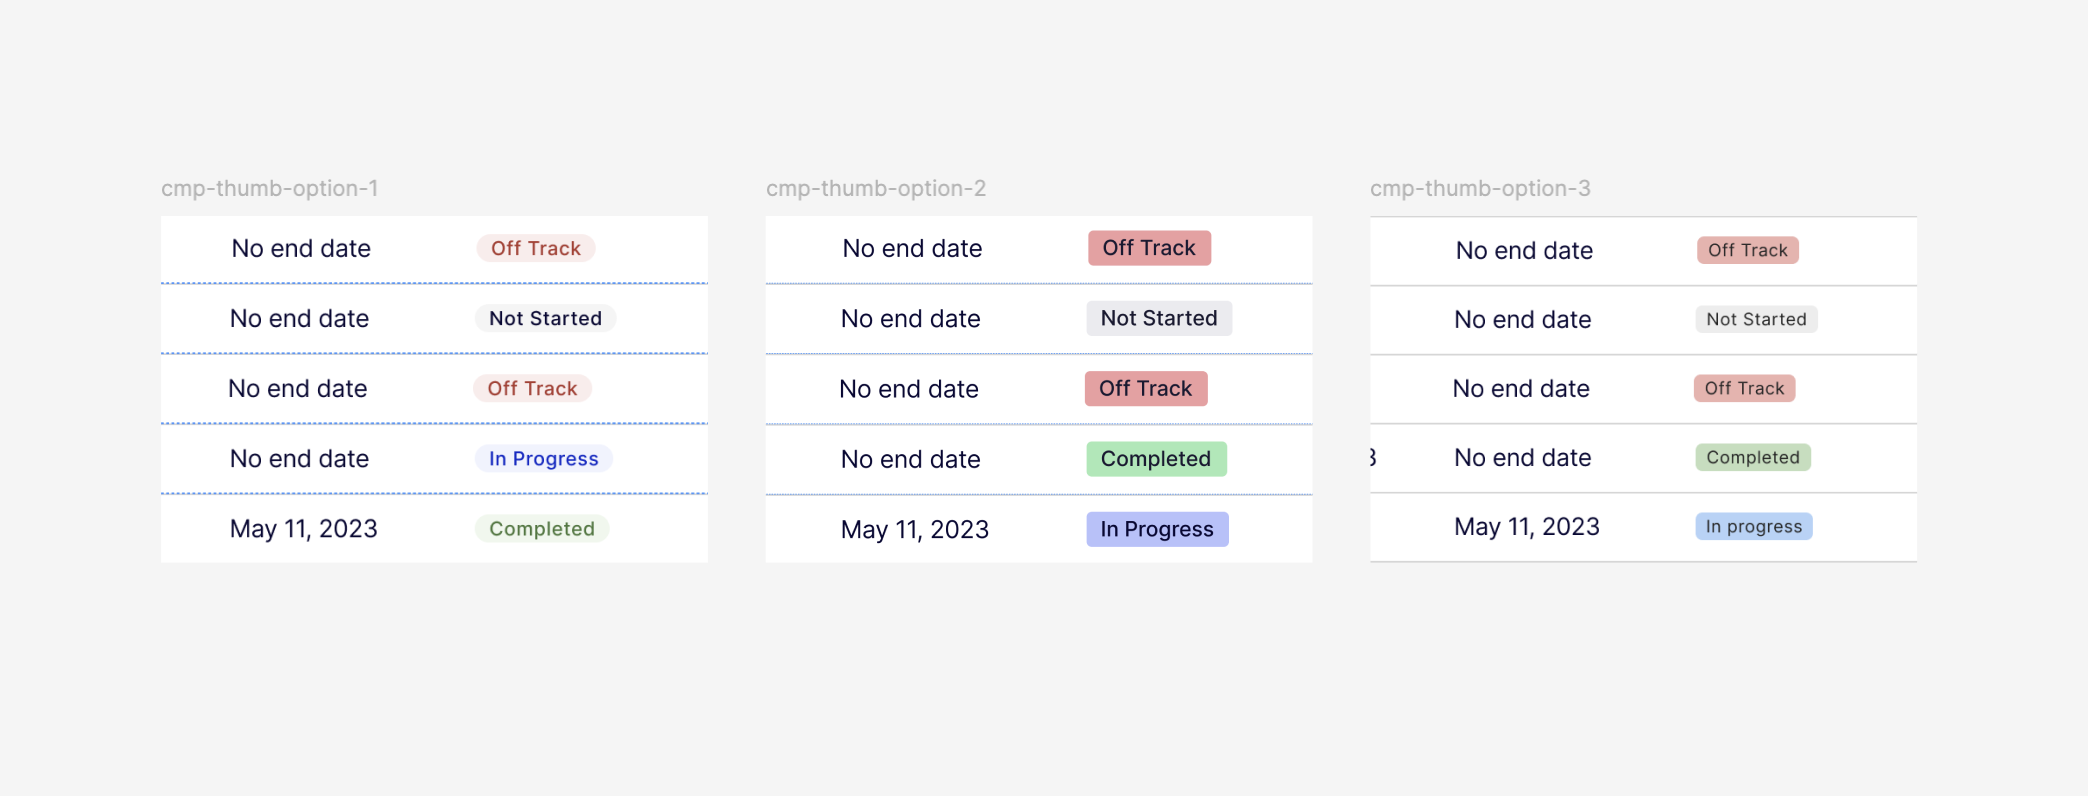 cmp-thumb-option-1
No end date Off Track
No end date Not Started
No end date Off Track
No end date In Progress
May 11, 2023 Completed
cmp-thumb-option-2
No end date Off Track
No end date Not Started
No end date Off Track
No end date Completed
May 11, 2023 In Progress
cmp-thumb-option-3
No end date Off Track
No end date Not Started
No end date Off Track
3 No end date Completed
May 11, 2023 In progress